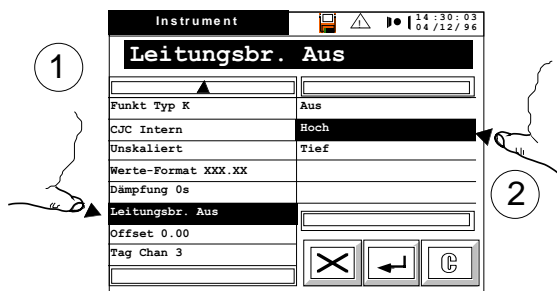 Instrument
14:30:03
04/12/96
Leitungsbr. Aus
1
Funkt Typ K
Aus
CJC Intern
Hoch
Unskaliert
Tief
Werte-Format XXX.XX
Dämpfung 0s
Leitungsbr. Aus
2
Offset 0.00
Tag Chan 3
C